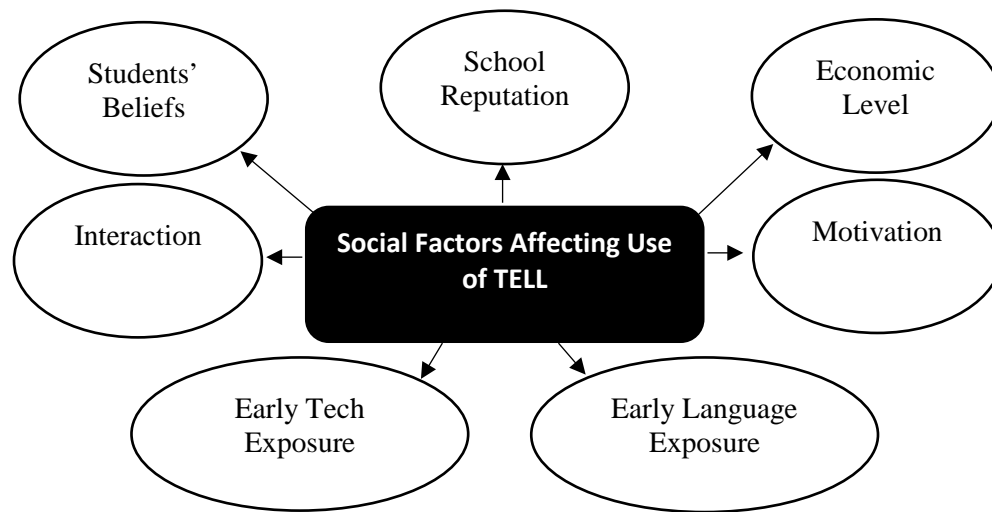 Students’
Beliefs
School
Reputation
Economic
Level
Interaction
Social Factors Affecting Use
of TELL
Motivation
Early Tech
Exposure
Early Language
Exposure